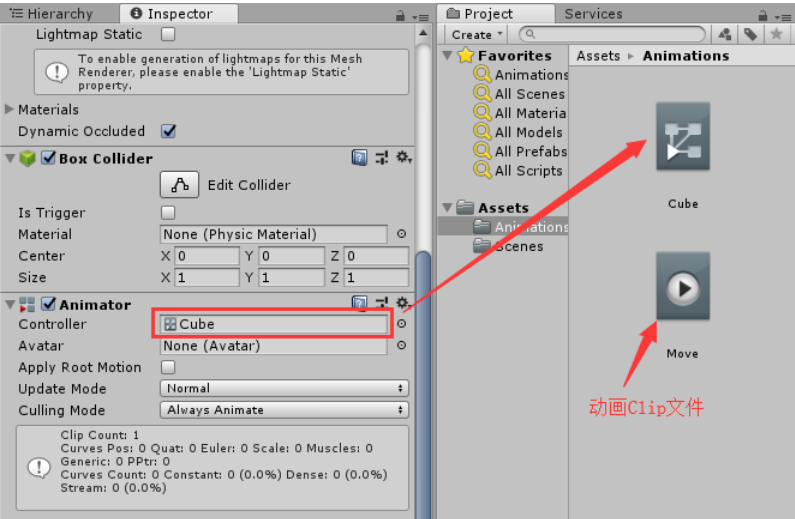 Hierarchy
Inspector
Lightmap Static
To enable generation of lightmaps for this Mesh
Renderer, please enable the 'Lightmap Static'
property.
Materials
Dynamic Occluded
Box Collider
Edit Collider
Is Trigger
Material None (Physic Material)
Center X 0 Y 0 Z 0
Size X 1 Y 1 Z 1
Animator
Controller Cube
Avatar None (Avatar)
Apply Root Motion
Update Mode Normal
Culling Mode Always Animate
Clip Count: 1
Curves Pos: 0 Quat: 0 Euler: 0 Scale: 0 Muscles: 0
Generic: 0 PPtr: 0
Curves Count: 0 Constant: 0 (0.0%) Dense: 0 (0.0%)
Stream: 0 (0.0%)
Project
Services
Create
Favorites
Animations
All Scenes
All Materia
All Models
All Prefabs
All Scripts
Assets
Animations
Scenes
Assets Animations
Cube
Move
动画Clip文件